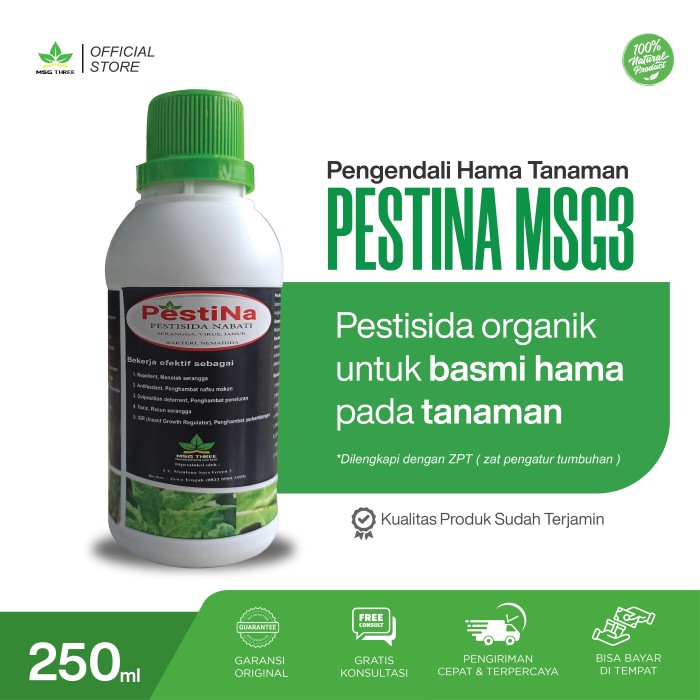 MSG THREE
OFFICIAL
STORE
100%
Natural
Product
Pengendali Hama Tanaman
PESTINA MSG3
Pestisida organik
untuk basmi hama
pada tanaman
*Dilengkapi dengan ZPT ( zat pengatur tumbuhan )
Kualitas Produk Sudah Terjamin
PestiNa
PESTISIDA NABATI
SERANGGA, VIRUS, JAMUR,
BAKTERI, NEMATODA
Bekerja efektif sebagai
1. Repellent, Menolak serangga
2. Antifeedant, Penghambat nafsu makan
3. Oviposition deterrent, Penghambat peneluran
4. Toxic, Racun serangga
5. IGR (Insect Growth Regulator), Penghambat perkembangan
MSG THREE
Diproduksi oleh :
250ml
GUARANTEE
GARANSI
ORIGINAL
FREE
CONSULT
GRATIS
KONSULTASI
PENGIRIMAN
CEPAT & TERPERCAYA
BISA BAYAR
DI TEMPAT